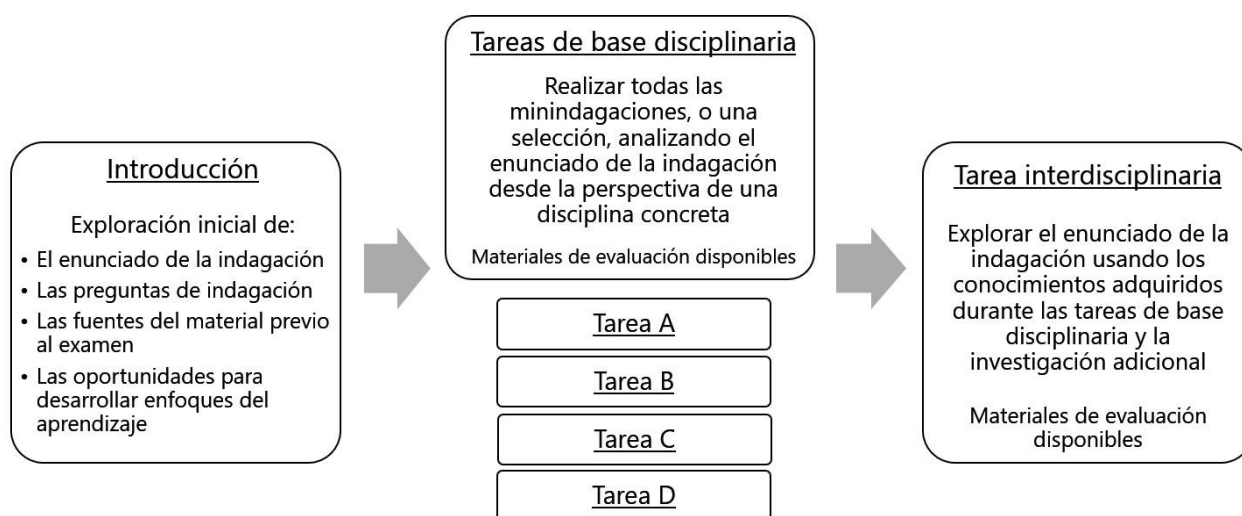 Introducción
Exploración inicial de:
• El enunciado de la indagación
• Las preguntas de indagación
• Las fuentes del material previo
al examen
• Las oportunidades para
desarrollar enfoques del
aprendizaje
Tareas de base disciplinaria
Realizar todas las
minindagaciones, o una
selección, analizando el
enunciado de la indagación
desde la perspectiva de una
disciplina concreta
Materiales de evaluación disponibles
Tarea A
Tarea B
Tarea C
Tarea D
Tarea interdisciplinaria
Explorar el enunciado de la
indagación usando los
conocimientos adquiridos
durante las tareas de base
disciplinaria y la
investigación adicional
Materiales de evaluación
disponibles